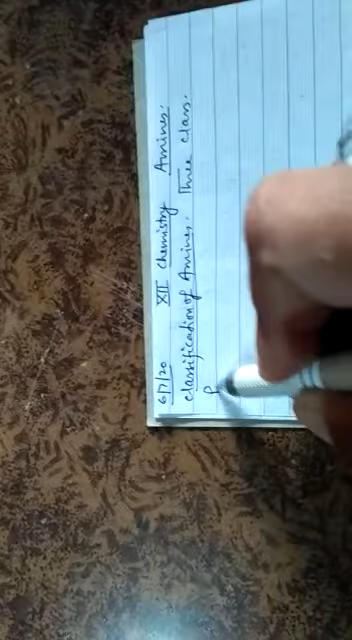 6/7/20 XII Chemistry Amines.
Classification of Amines. Three class.
P